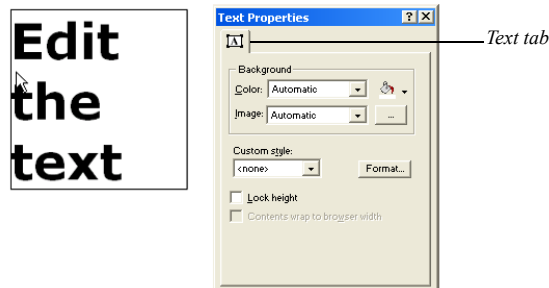 Edit
the
text
Text Properties
Text tab
Background
Color: Automatic
Image: Automatic ...
Custom style:
<none> Format...
Lock height
Contents wrap to browser width